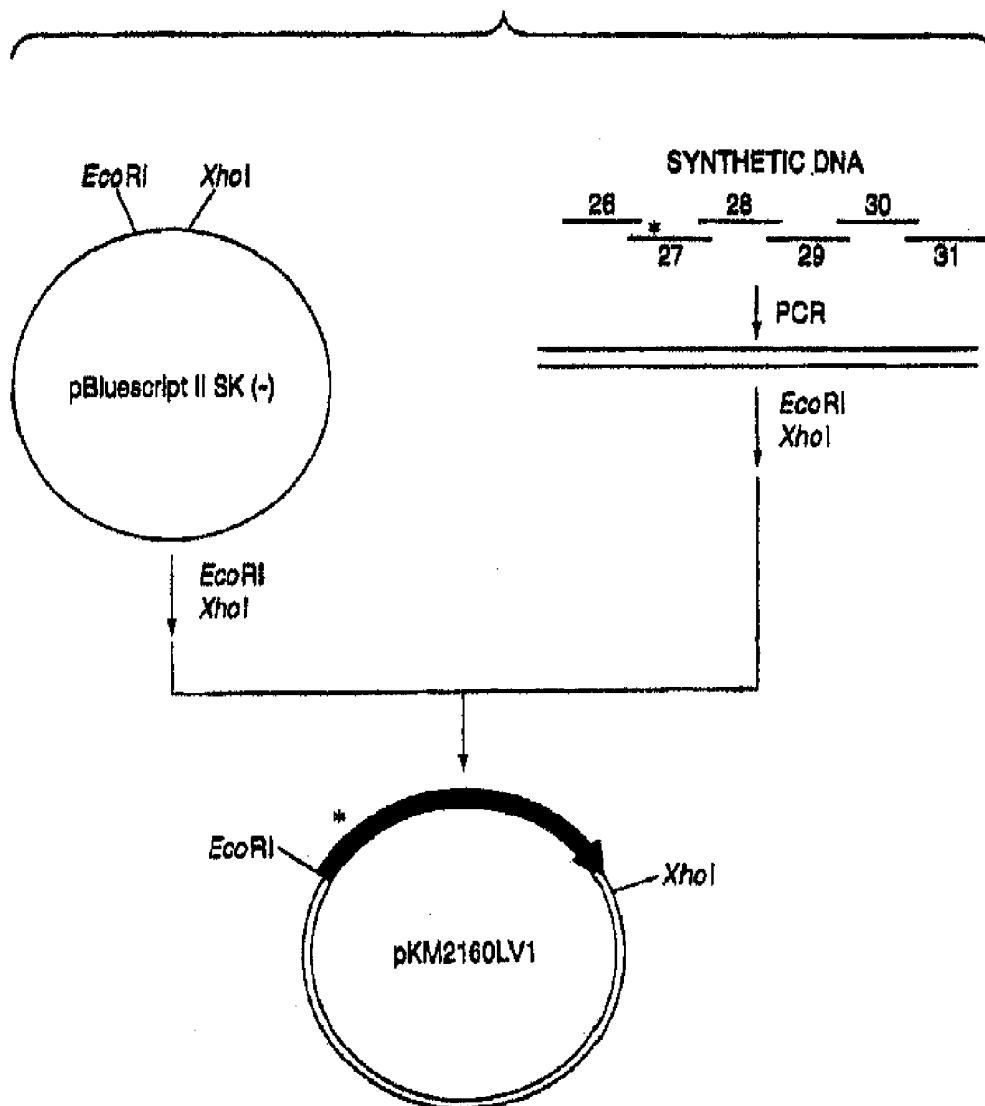 EcoRI XhoI
pBluescript II SK (-)
EcoRI
XhoI
SYNTHETIC DNA
26 28 30
*
27 29 31
PCR
EcoRI
XhoI
*
EcoRI
XhoI
pKM2160LV1